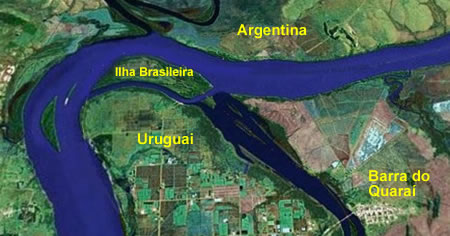 Argentina
Ilha Brasileira
Uruguai
Barra do
Quaraí